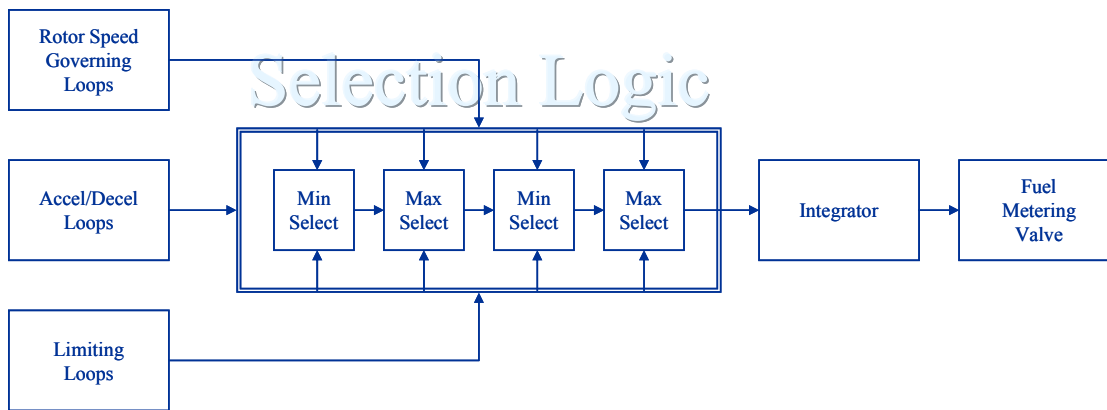 Rotor Speed
Governing
Loops
Selection Logic
Accel/Decel
Loops
Min
Select
Max
Select
Min
Select
Max
Select
Integrator
Fuel
Metering
Valve
Limiting
Loops